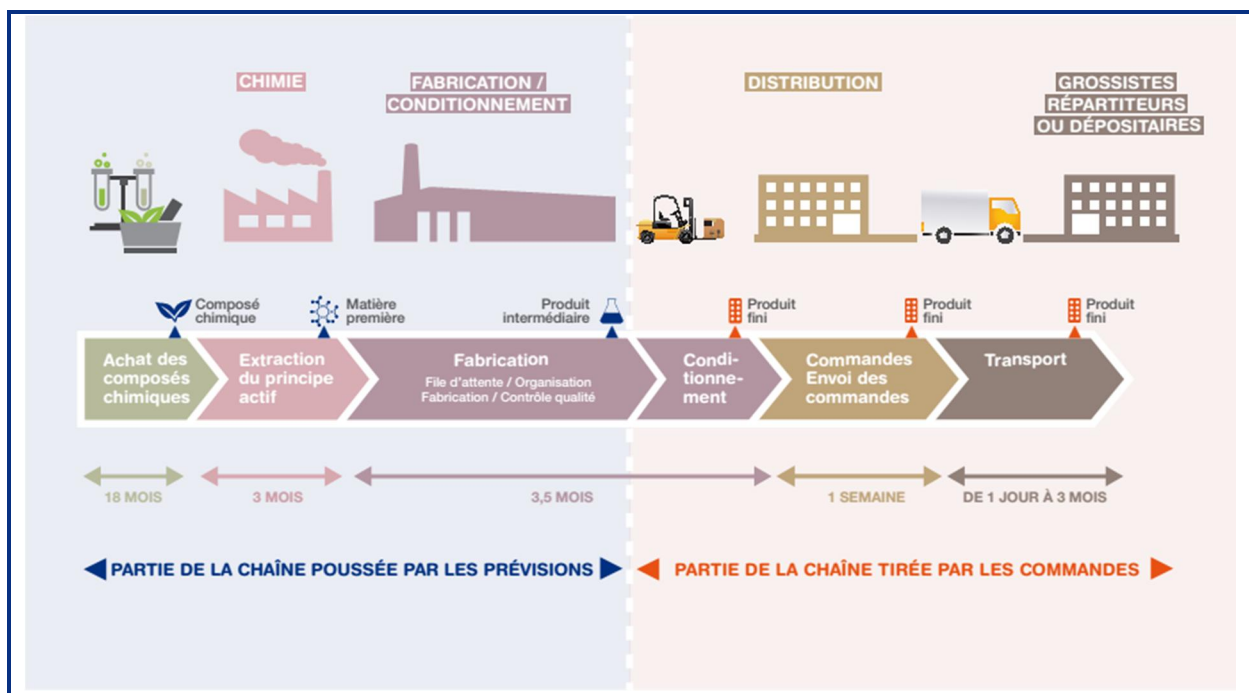 CHIMIE
FABRICATION /
CONDITIONNEMENT
DISTRIBUTION
GROSSISTES
RÉPARTITEURS
OU DÉPOSITAIRES
Composé
chimique
Matière
première
Produit
intermédiaire
Produit
fini
Produit
fini
Produit
fini
Achat des
composés
chimiques
Extraction
du principe
actif
Fabrication
File d'attente / Organisation
Fabrication / Contrôle qualité
Condi-
tionne-
ment
Commandes
Envoi des
commandes
Transport
18 MOIS
3 MOIS
3,5 MOIS
1 SEMAINE
DE 1 JOUR À 3 MOIS
PARTIE DE LA CHAÎNE POUSSÉE PAR LES PRÉVISIONS
PARTIE DE LA CHAÎNE TIRÉE PAR LES COMMANDES